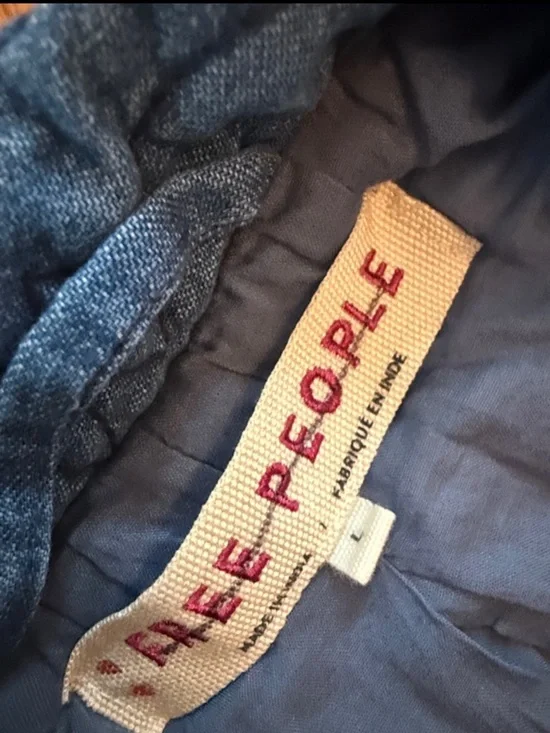 FREE PEOPLE
MADE IN INDIA / FABRIQUÉ EN INDE
L